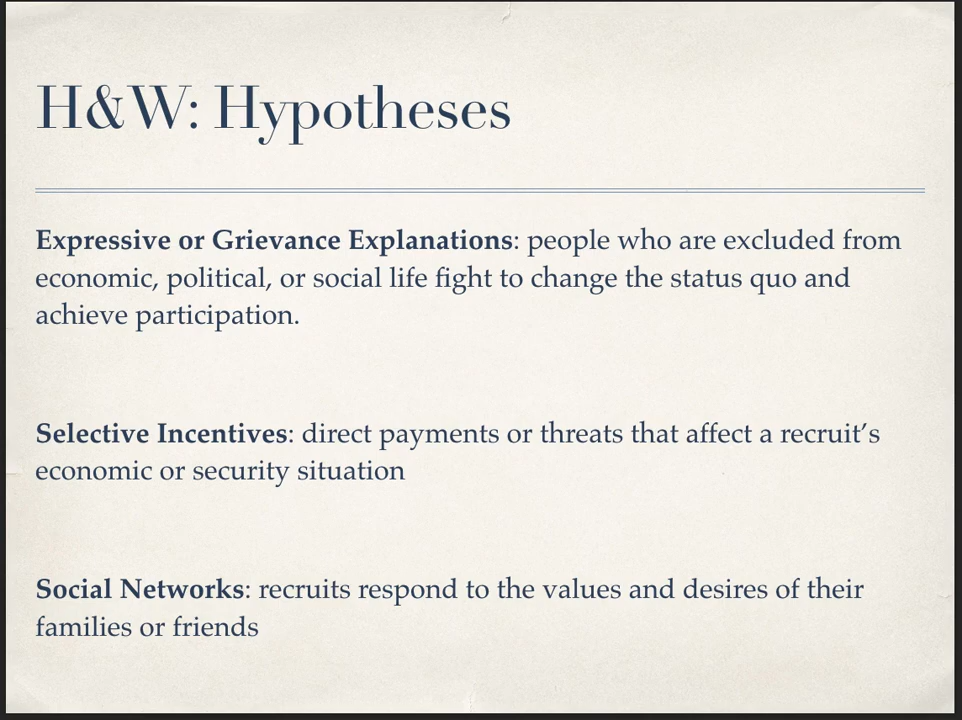 H&W: Hypotheses
Expressive or Grievance Explanations: people who are excluded from
economic, political, or social life fight to change the status quo and
achieve participation.
Selective Incentives: direct payments or threats that affect a recruit’s
economic or security situation
Social Networks: recruits respond to the values and desires of their
families or friends